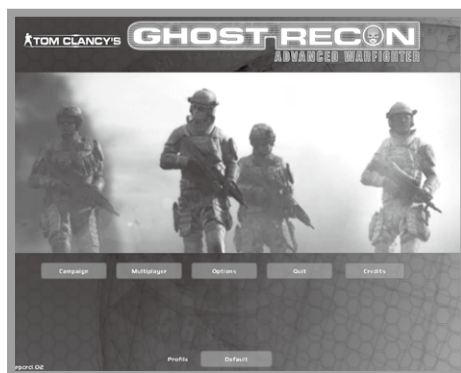 TOM CLANCY'S GHOST RECON
ADVANCED WARFIGHTER
Campaign Multiplayer Options Quit Credits
Profile Default